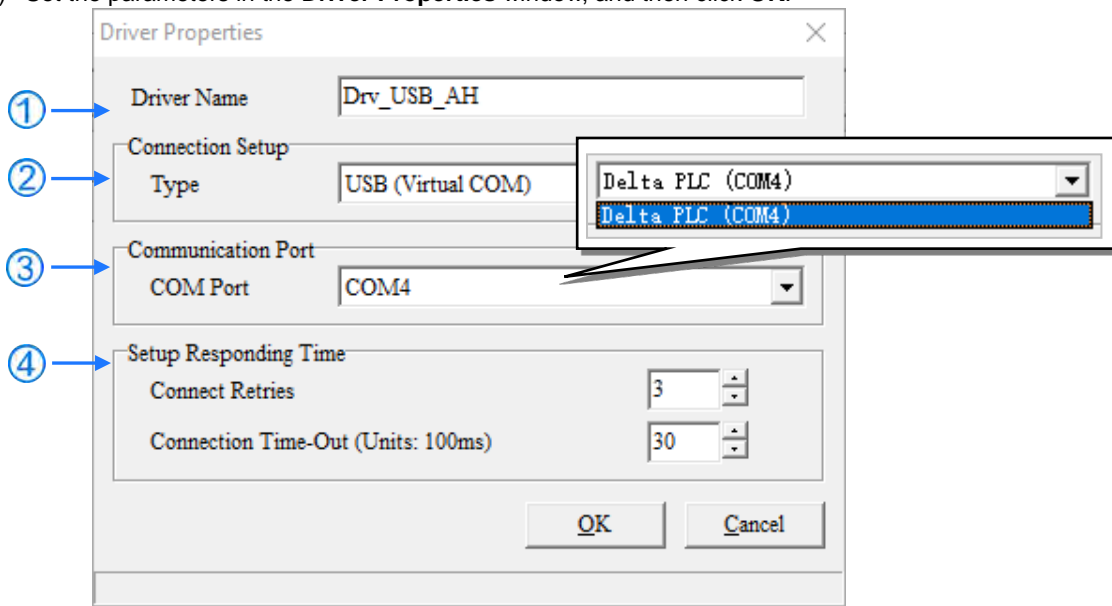 Set the parameters in the Driver Properties window, and then click OK.
Driver Properties
① Driver Name Drv_USB_AH
Connection Setup
② Type USB (Virtual COM)
Delta PLC (COM4)
Delta PLC (COM4)
Communication Port
③ COM Port COM4
④ Setup Responding Time
Connect Retries 3
Connection Time-Out (Units: 100ms) 30
OK Cancel